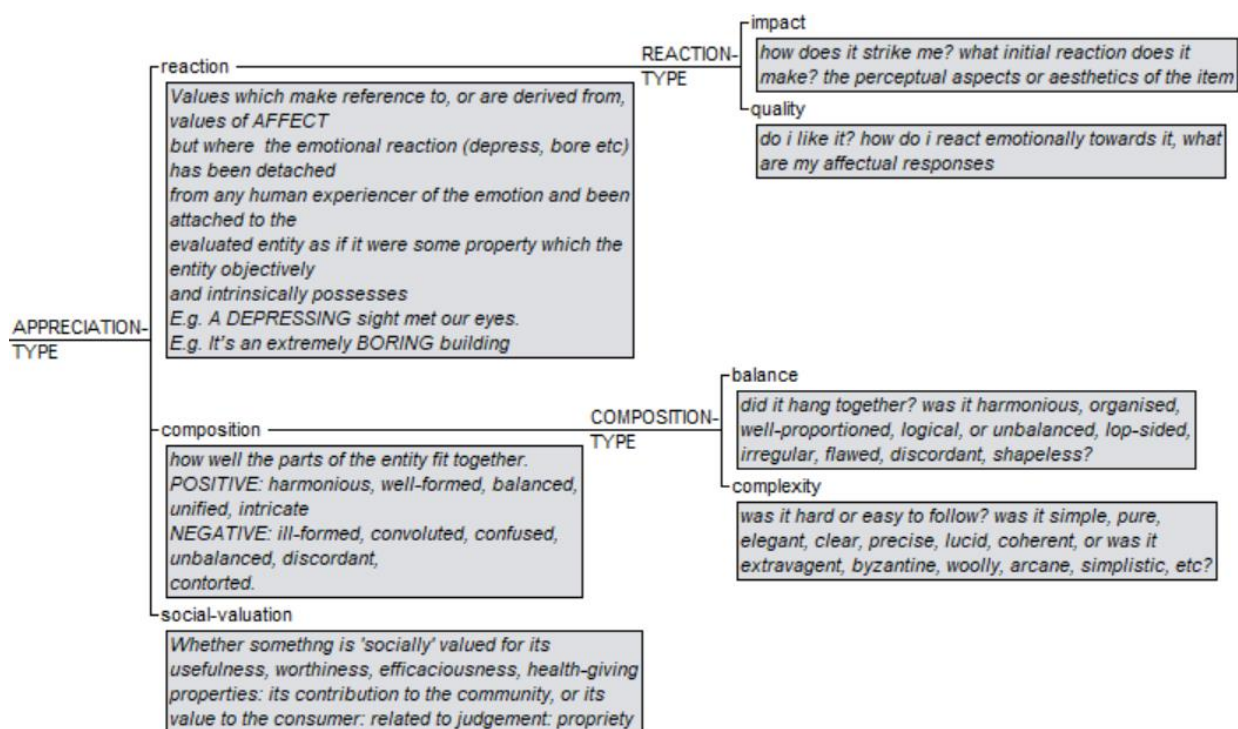 APPRECIATION-
TYPE
reaction
Values which make reference to, or are derived from,
values of AFFECT
but where the emotional reaction (depress, bore etc)
has been detached
from any human experiencer of the emotion and been
attached to the
evaluated entity as if it were some property which the
entity objectively
and intrinsically possesses
E.g. A DEPRESSING sight met our eyes.
E.g. It's an extremely BORING building
REACTION-
TYPE
impact
how does it strike me? what initial reaction does it
make? the perceptual aspects or aesthetics of the item
quality
do i like it? how do i react emotionally towards it, what
are my affectual responses
composition
how well the parts of the entity fit together.
POSITIVE: harmonious, well-formed, balanced,
unified, intricate
NEGATIVE: ill-formed, convoluted, confused,
unbalanced, discordant,
contorted.
COMPOSITION-
TYPE
balance
did it hang together? was it harmonious, organised,
well-proportioned, logical, or unbalanced, lop-sided,
irregular, flawed, discordant, shapeless?
complexity
was it hard or easy to follow? was it simple, pure,
elegant, clear, precise, lucid, coherent, or was it
extravagent, byzantine, woolly, arcane, simplistic, etc?
social-valuation
Whether somethng is 'socially' valued for its
usefulness, worthiness, efficaciousness, health-giving
properties: its contribution to the community, or its
value to the consumer: related to judgement: propriety